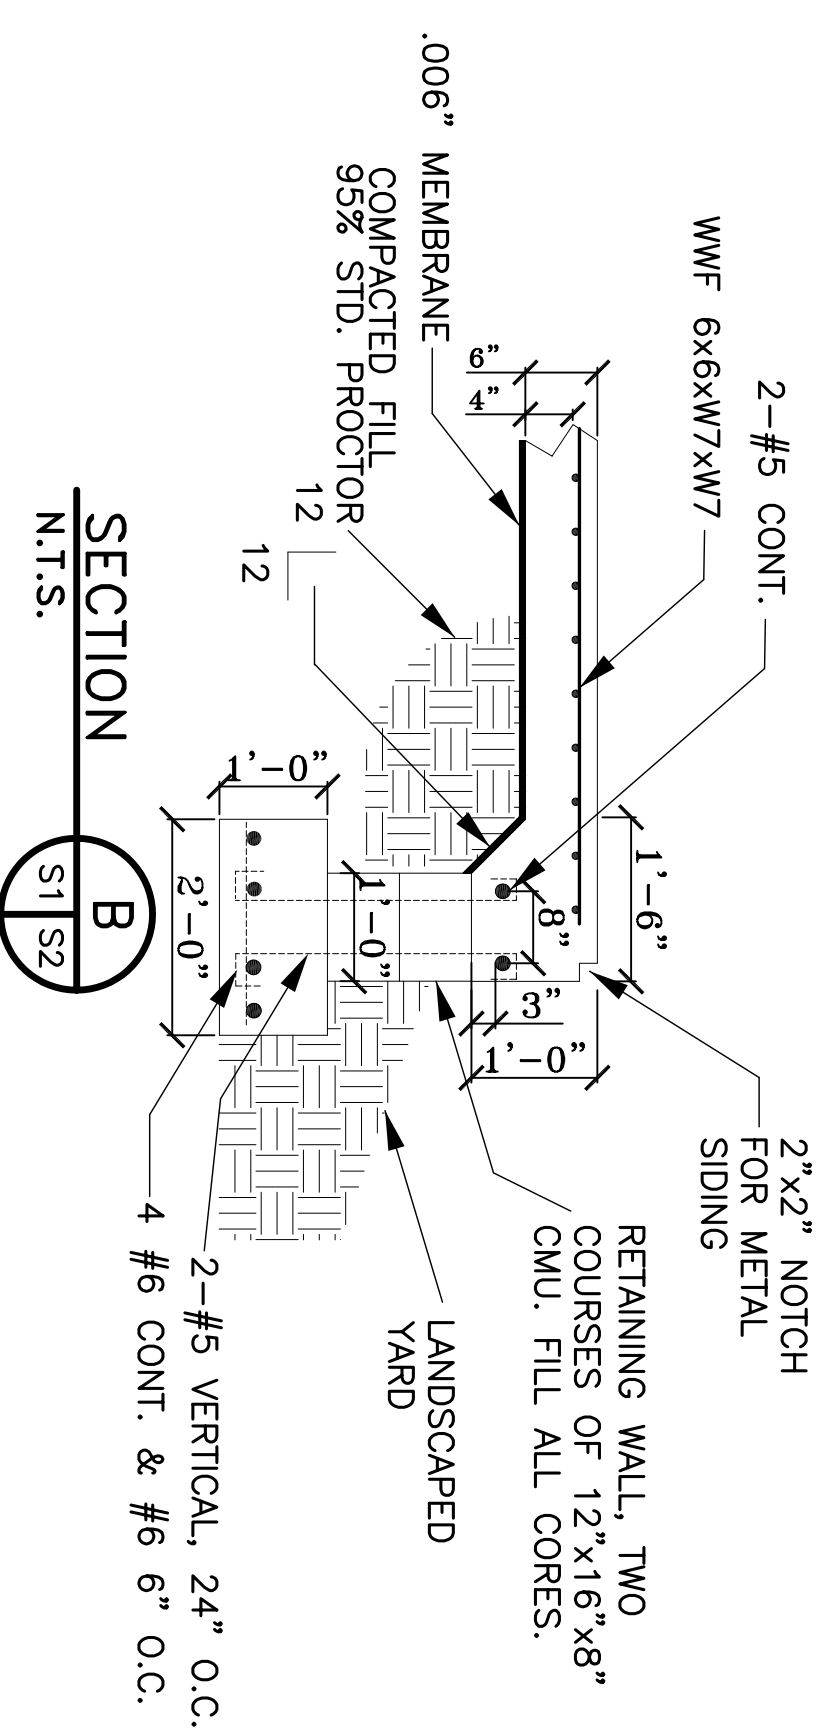 2"x2" NOTCH
FOR METAL
SIDING
2-#5 CONT.
WWF 6x6xW7xW7
1'-6"
RETAINING WALL, TWO
COURSES OF 12"x16"x8"
CMU. FILL ALL CORES.
6"
4"
8"
3"
1'-0"
.006" MEMBRANE
LANDSCAPED
YARD
COMPACTED FILL
95% STD. PROCTOR
1'-0"
12
12
1'-0"
2'-0"
2-#5 VERTICAL, 24" O.C.
4 #6 CONT. & #6 6" O.C.
SECTION
N.T.S.
B
S1
S2